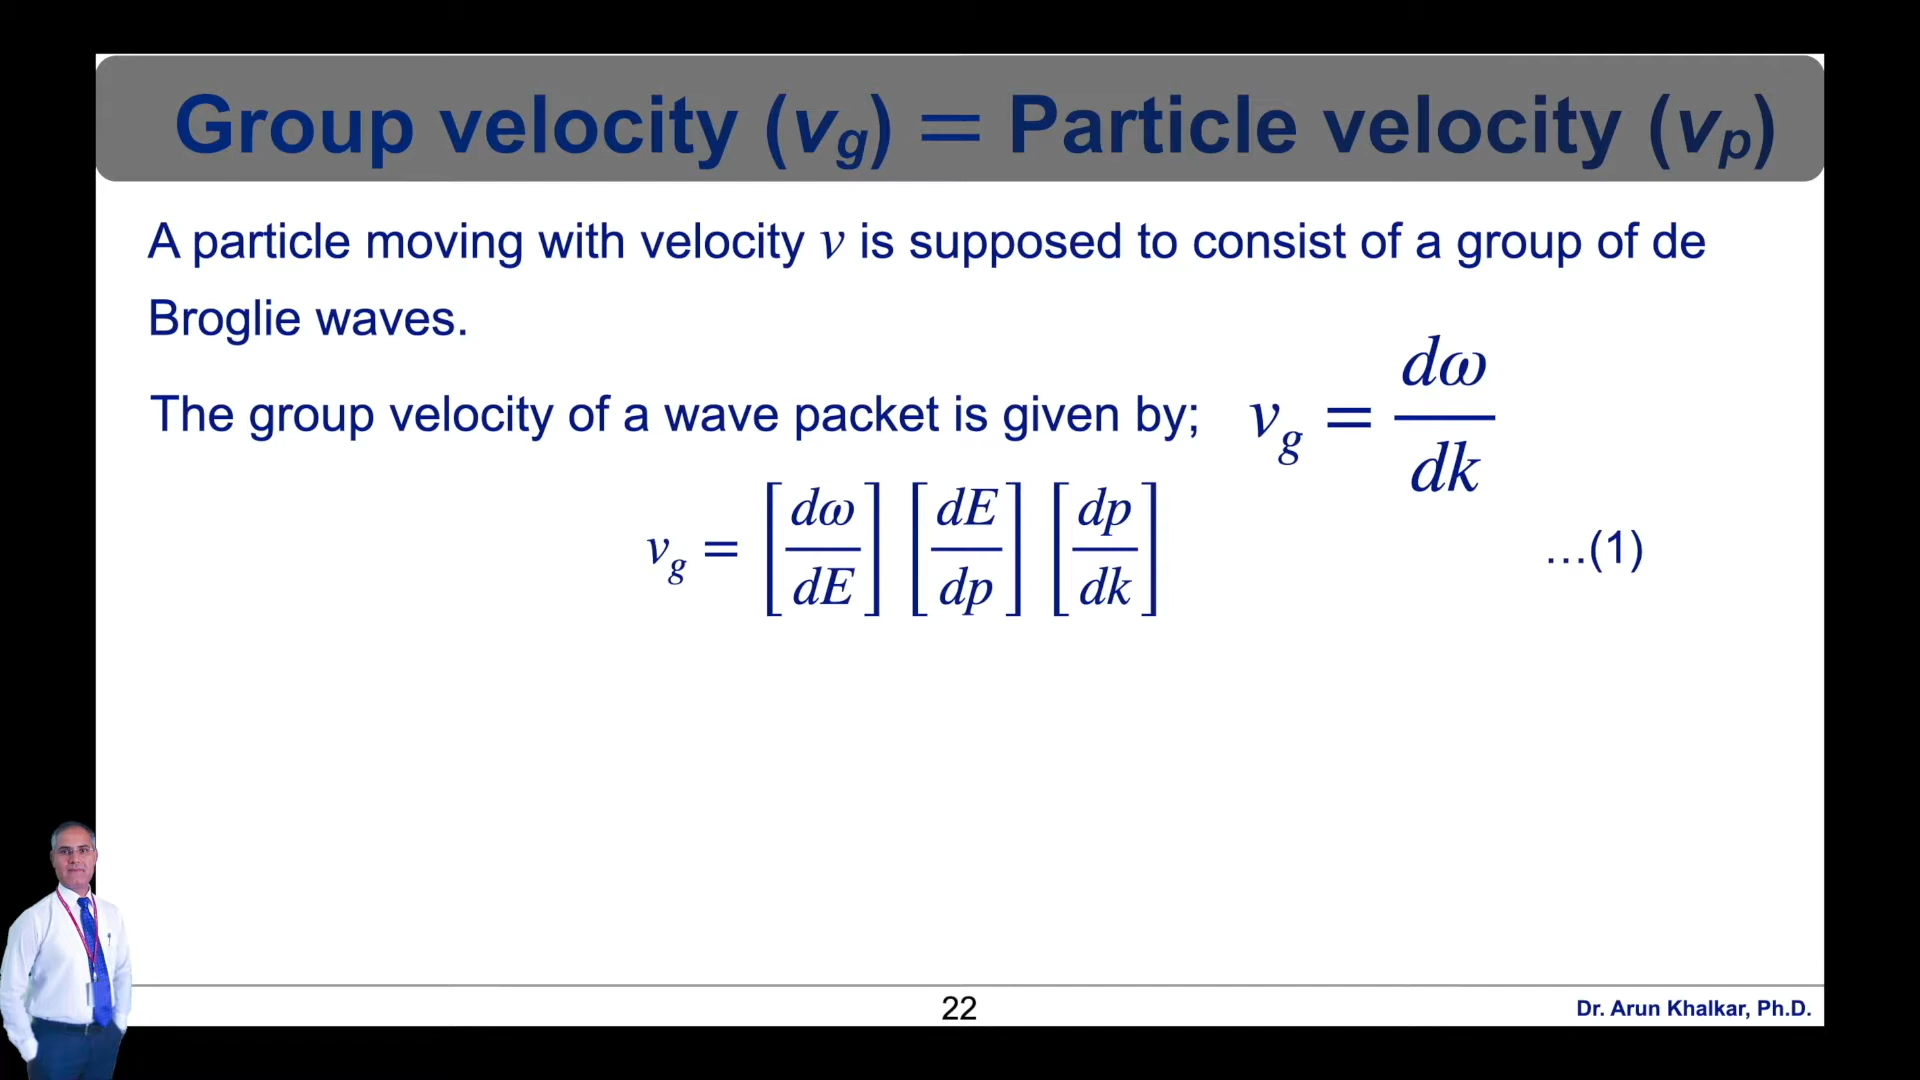 Group velocity (vg) = Particle velocity (vp)
A particle moving with velocity v is supposed to consist of a group of de
Broglie waves.
The group velocity of a wave packet is given by; vg = dω/dk
vg = [dω/dE] [dE/dp] [dp/dk] …(1)
22
Dr. Arun Khalkar, Ph.D.